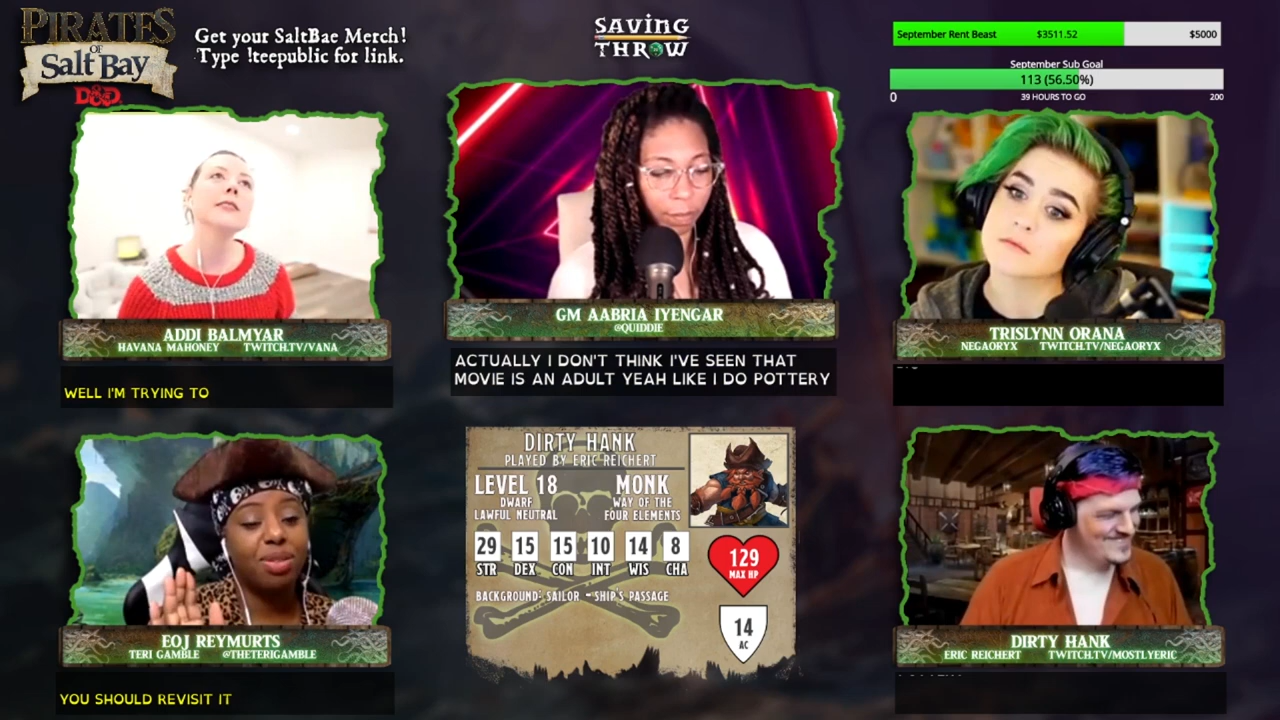 PIRATES
OF
Salt Bay
D&D
Get your SaltBae Merch!
Type !teepublic for link.
SAVING
THROW
September Rent Beast $3511.52 $5000
September Sub Goal
113 (56.50%)
0 39 HOURS TO GO 200
ADDI BALMYAR
HAVANA MAHONEY TWITCH.TV/VANA
WELL I'M TRYING TO
GM AABRIA IYENGAR
@QUIDDIE
ACTUALLY I DON'T THINK I'VE SEEN THAT
MOVIE IS AN ADULT YEAH LIKE I DO POTTERY
TRISLYNN ORANA
NEGAORYX TWITCH.TV/NEGAORYX
EOJ REYMURTS
TERI GAMBLE @THETERIGAMBLE
YOU SHOULD REVISIT IT
DIRTY HANK
PLAYED BY ERIC REICHERT
LEVEL 18 MONK
DWARF WAY OF THE
LAWFUL NEUTRAL FOUR ELEMENTS
29 15 15 10 14 8
STR DEX CON INT WIS CHA
BACKGROUND: SAILOR - SHIP'S PASSAGE
129
MAX HP
14
AC
DIRTY HANK
ERIC REICHERT TWITCH.TV/MOSTLYERIC